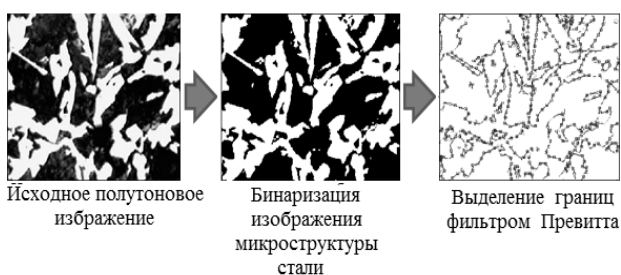 Исходное полутоновое
избражение
Бинаризация
изображения
микроструктуры
стали
Выделение границ
фильтром Превитта